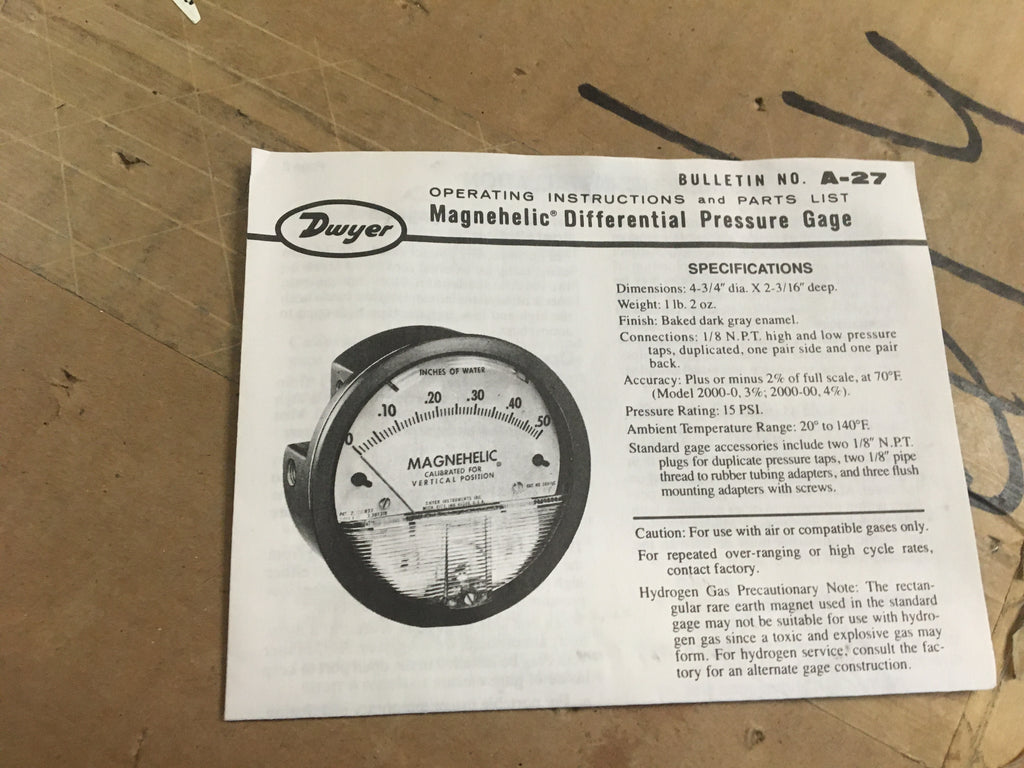 BULLETIN NO. A-27
OPERATING INSTRUCTIONS and PARTS LIST
Dwyer
Magnehelic® Differential Pressure Gage
SPECIFICATIONS
Dimensions: 4-3/4" dia. X 2-3/16" deep.
Weight: 1 lb. 2 oz.
Finish: Baked dark gray enamel.
Connections: 1/8 N.P.T. high and low pressure
taps, duplicated, one pair side and one pair
back.
Accuracy: Plus or minus 2% of full scale, at 70°F.
(Model 2000-0, 3%; 2000-00, 4%).
Pressure Rating: 15 PSI.
Ambient Temperature Range: 20° to 140°F.
Standard gage accessories include two 1/8" N.P.T.
plugs for duplicate pressure taps, two 1/8" pipe
thread to rubber tubing adapters, and three flush
mounting adapters with screws.
Caution: For use with air or compatible gases only.
For repeated over-ranging or high cycle rates,
contact factory.
Hydrogen Gas Precautionary Note: The rectan-
gular rare earth magnet used in the standard
gage may not be suitable for use with hydro-
gen gas since a toxic and explosive gas may
form. For hydrogen service, consult the fac-
tory for an alternate gage construction.
INCHES OF WATER
0 .10 .20 .30 .40 .50
MAGNEHELIC
CALIBRATED FOR
VERTICAL POSITION
DWYER INSTRUMENTS INC.